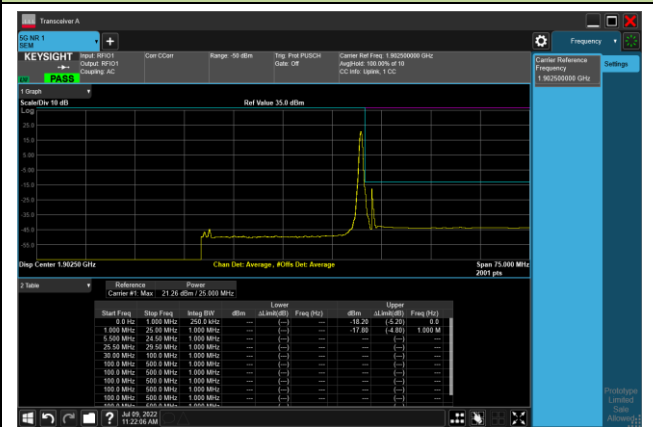 Transceiver A
5G NR 1
SEM
+
Frequency
KEYSIGHT
Input: RFIO1
Output: RFIO1
Coupling: AC
Corr CCorr
Range: -50 dBm
Trig: Prot PUSCH
Gate: Off
Carrier Ref Freq: 1.902500000 GHz
Avg|Hold: 100.00% of 10
CC Info: Uplink, 1 CC
PASS
Carrier Reference
Frequency
1.902500000 GHz
Settings
1 Graph
Scale/Div 10 dB
Ref Value 35.0 dBm
Log
25.0
15.0
5.00
-5.00
-15.0
-25.0
-35.0
-45.0
-55.0
Disp Center 1.90250 GHz
Chan Det: Average , #Offs Det: Average
Span 75.000 MHz
2001 pts
2 Table
Reference Power
Carrier #1: Max 21.26 dBm / 25.000 MHz
Lower Upper
Start Freq Stop Freq Integ BW dBm ΔLimit(dB) Freq (Hz) dBm ΔLimit(dB) Freq (Hz)
0.0 Hz 1.000 MHz 250.0 kHz --- (---) --- -18.20 (-5.20) 0.0
1.000 MHz 25.00 MHz 1.000 MHz --- (---) --- -17.80 (-4.80) 1.000 M
5.500 MHz 24.50 MHz 1.000 MHz --- (---) --- --- (---) ---
25.50 MHz 29.50 MHz 1.000 MHz --- (---) --- --- (---) ---
30.00 MHz 100.0 MHz 1.000 MHz --- (---) --- --- (---) ---
100.0 MHz 500.0 MHz 1.000 MHz --- (---) --- --- (---) ---
100.0 MHz 500.0 MHz 1.000 MHz --- (---) --- --- (---) ---
100.0 MHz 500.0 MHz 1.000 MHz --- (---) --- --- (---) ---
100.0 MHz 500.0 MHz 1.000 MHz --- (---) --- --- (---) ---
100.0 MHz 500.0 MHz 1.000 MHz --- (---) --- --- (---) ---
Prototype
Limited
Sale
Allowed
?
Jul 09, 2022
11:22:06 AM